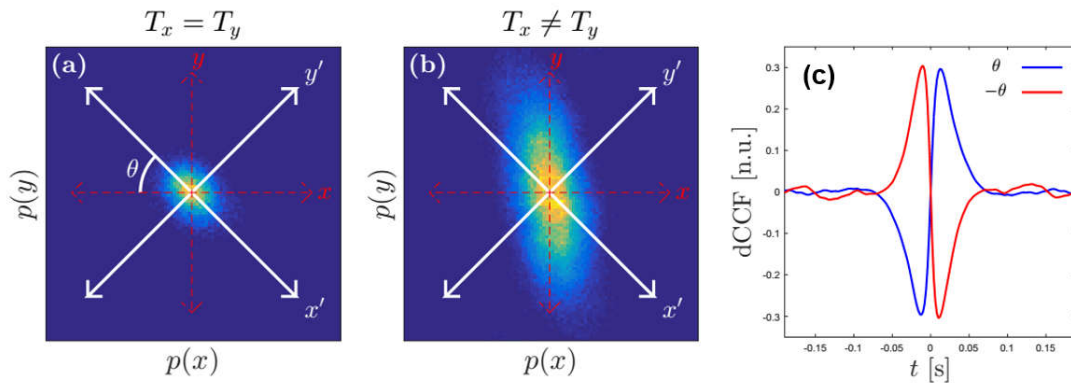 T_x = T_y
(a)
y
y′
θ
x
x′
p(y)
p(x)
T_x ≠ T_y
(b)
y
y′
x
x′
p(y)
p(x)
(c)
θ
−θ
0.3
0.2
0.1
0
-0.1
-0.2
-0.3
dCCF [n.u.]
-0.15 -0.1 -0.05 0 0.05 0.1 0.15
t [s]